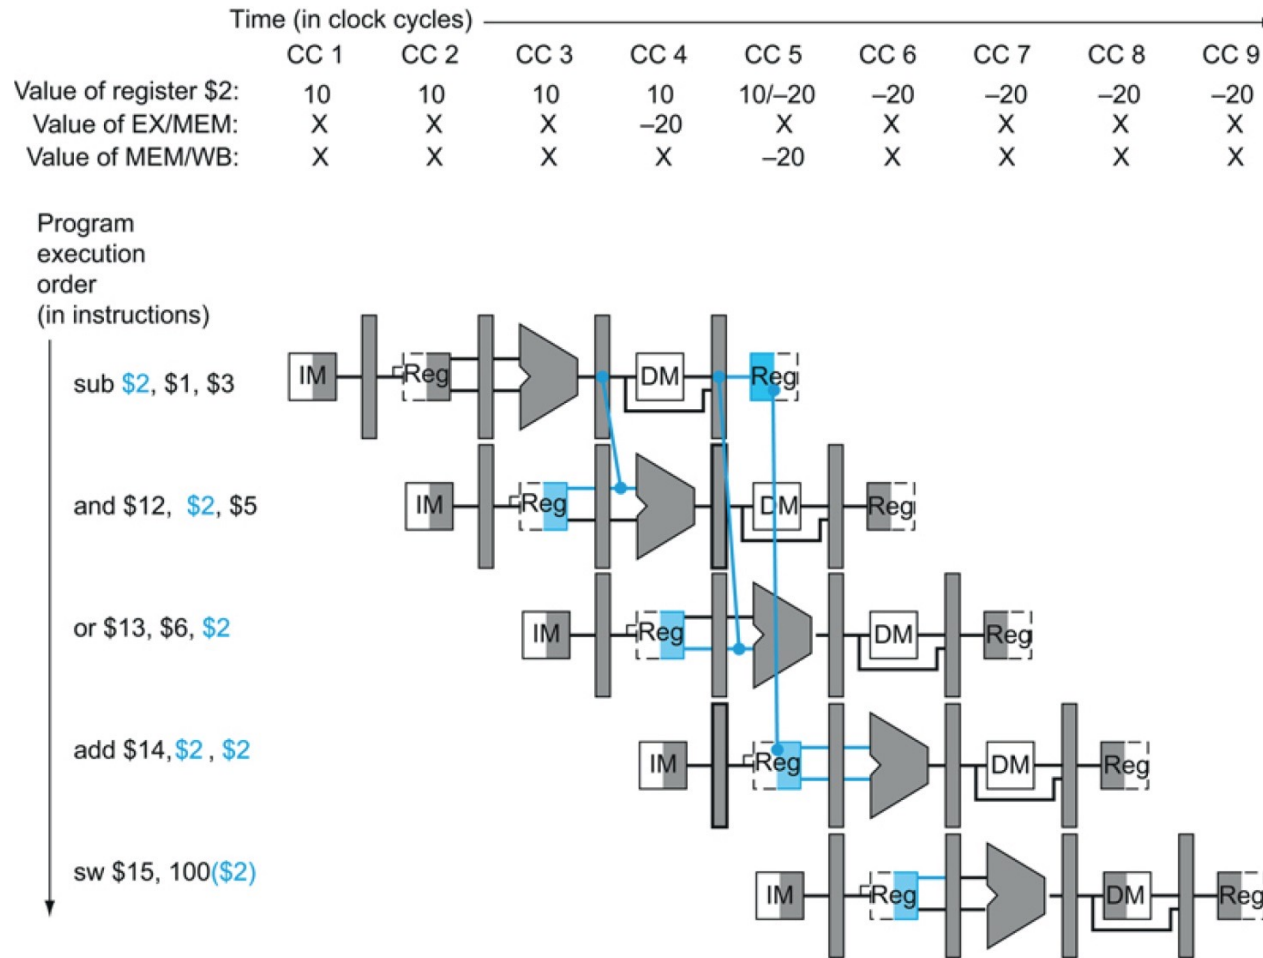 Time (in clock cycles)
CC 1 CC 2 CC 3 CC 4 CC 5 CC 6 CC 7 CC 8 CC 9
Value of register $2: 10 10 10 10 10/–20 –20 –20 –20 –20
Value of EX/MEM: X X X –20 X X X X X
Value of MEM/WB: X X X X –20 X X X X
Program
execution
order
(in instructions)
sub $2, $1, $3
IM Reg DM Reg
and $12, $2, $5
IM Reg DM Reg
or $13, $6, $2
IM Reg DM Reg
add $14, $2 , $2
IM Reg DM Reg
sw $15, 100($2)
IM Reg DM Reg